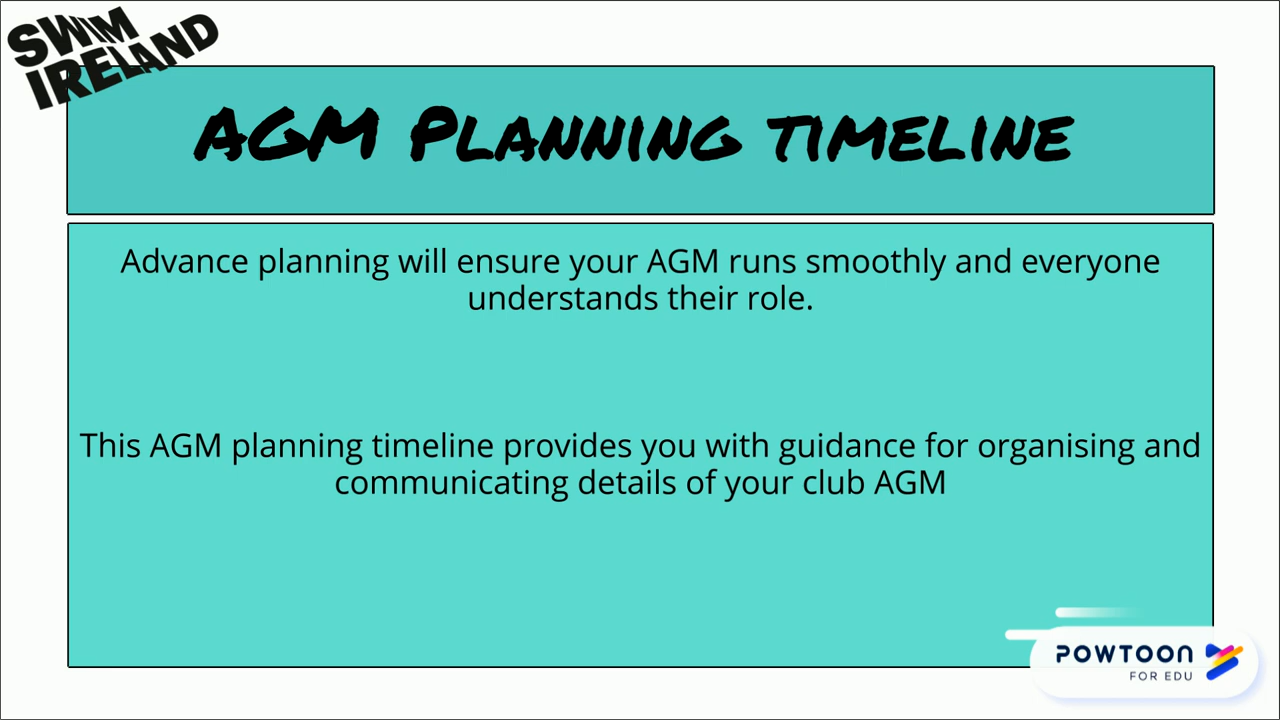 SWIM
IRELAND
AGM PLANNING TIMELINE
Advance planning will ensure your AGM runs smoothly and everyone
understands their role.
This AGM planning timeline provides you with guidance for organising and
communicating details of your club AGM
POWTOON
FOR EDU